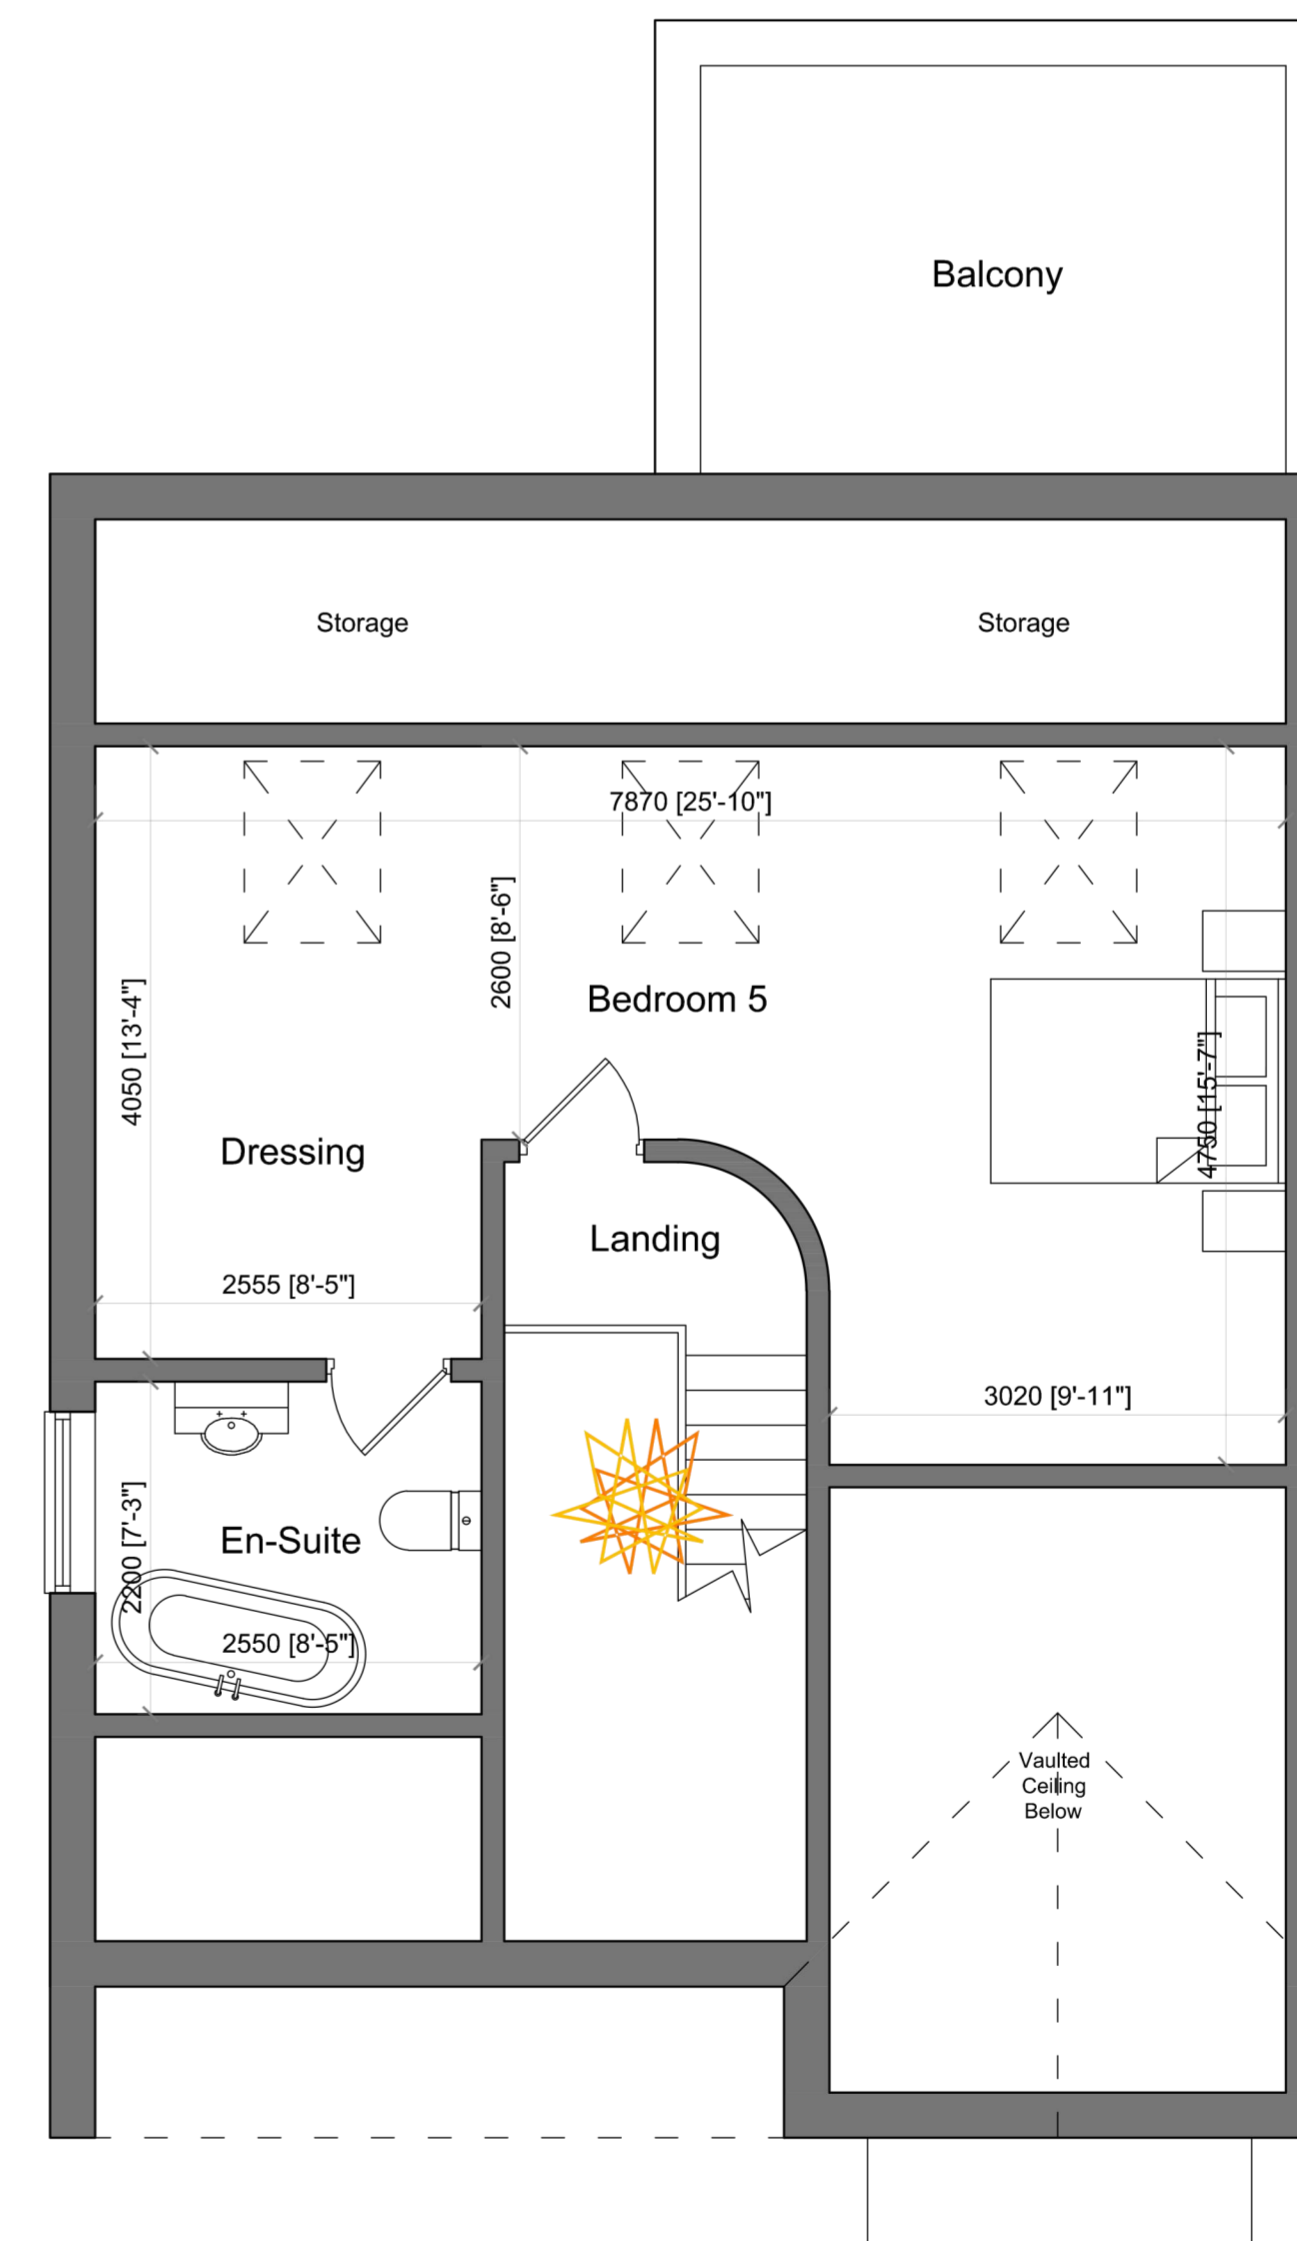 Balcony
Storage
Storage
7870 [25'-10"]
2600 [8'-6"]
Bedroom 5
4050 [13'-4"]
4750 [15'-7"]
Dressing
Landing
2555 [8'-5"]
3020 [9'-11"]
2200 [7'-3"]
En-Suite
2550 [8'-5"]
Vaulted
Ceiling
Below